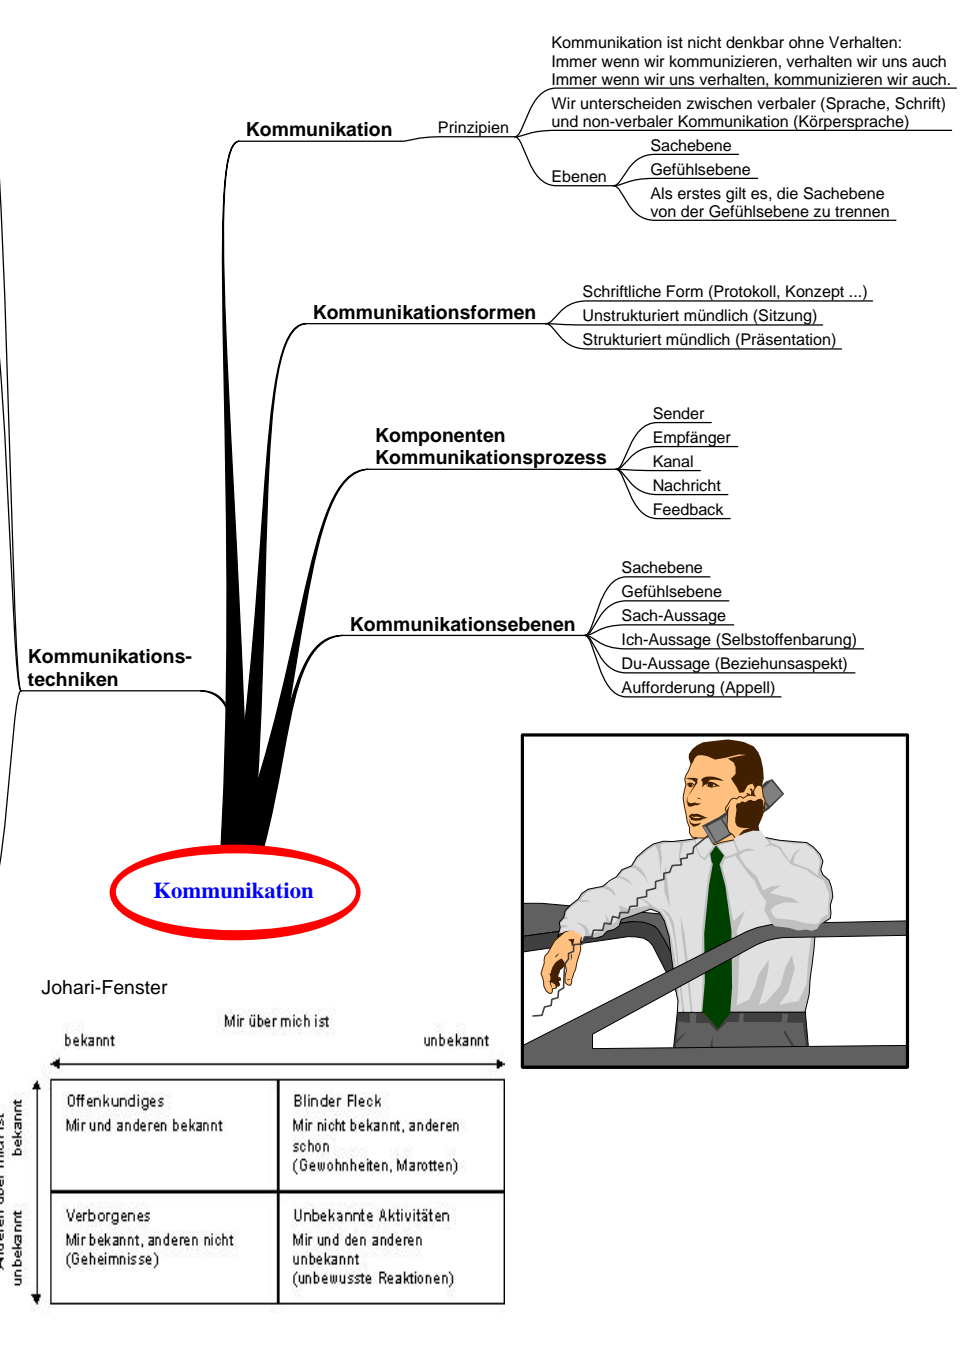 Kommunikation ist nicht denkbar ohne Verhalten:
Immer wenn wir kommunizieren, verhalten wir uns auch
Immer wenn wir uns verhalten, kommunizieren wir auch.
Wir unterscheiden zwischen verbaler (Sprache, Schrift)
und non-verbaler Kommunikation (Körpersprache)
Kommunikation
Prinzipien
Sachebene
Gefühlsebene
Ebenen
Als erstes gilt es, die Sachebene
von der Gefühlsebene zu trennen
Kommunikationsformen
Schriftliche Form (Protokoll, Konzept ...)
Unstrukturiert mündlich (Sitzung)
Strukturiert mündlich (Präsentation)
Komponenten
Kommunikationsprozess
Sender
Empfänger
Kanal
Nachricht
Feedback
Kommunikationsebenen
Sachebene
Gefühlsebene
Sach-Aussage
Ich-Aussage (Selbstoffenbarung)
Du-Aussage (Beziehunsaspekt)
Aufforderung (Appell)
Kommunikations-
techniken
Kommunikation
Johari-Fenster
Mir über mich ist
bekannt
unbekannt
Anderen über mich ist
bekannt
unbekannt
Offenkundiges
Mir und anderen bekannt
Blinder Fleck
Mir nicht bekannt, anderen
schon
(Gewohnheiten, Marotten)
Verborgenes
Mir bekannt, anderen nicht
(Geheimnisse)
Unbekannte Aktivitäten
Mir und den anderen
unbekannt
(unbewusste Reaktionen)